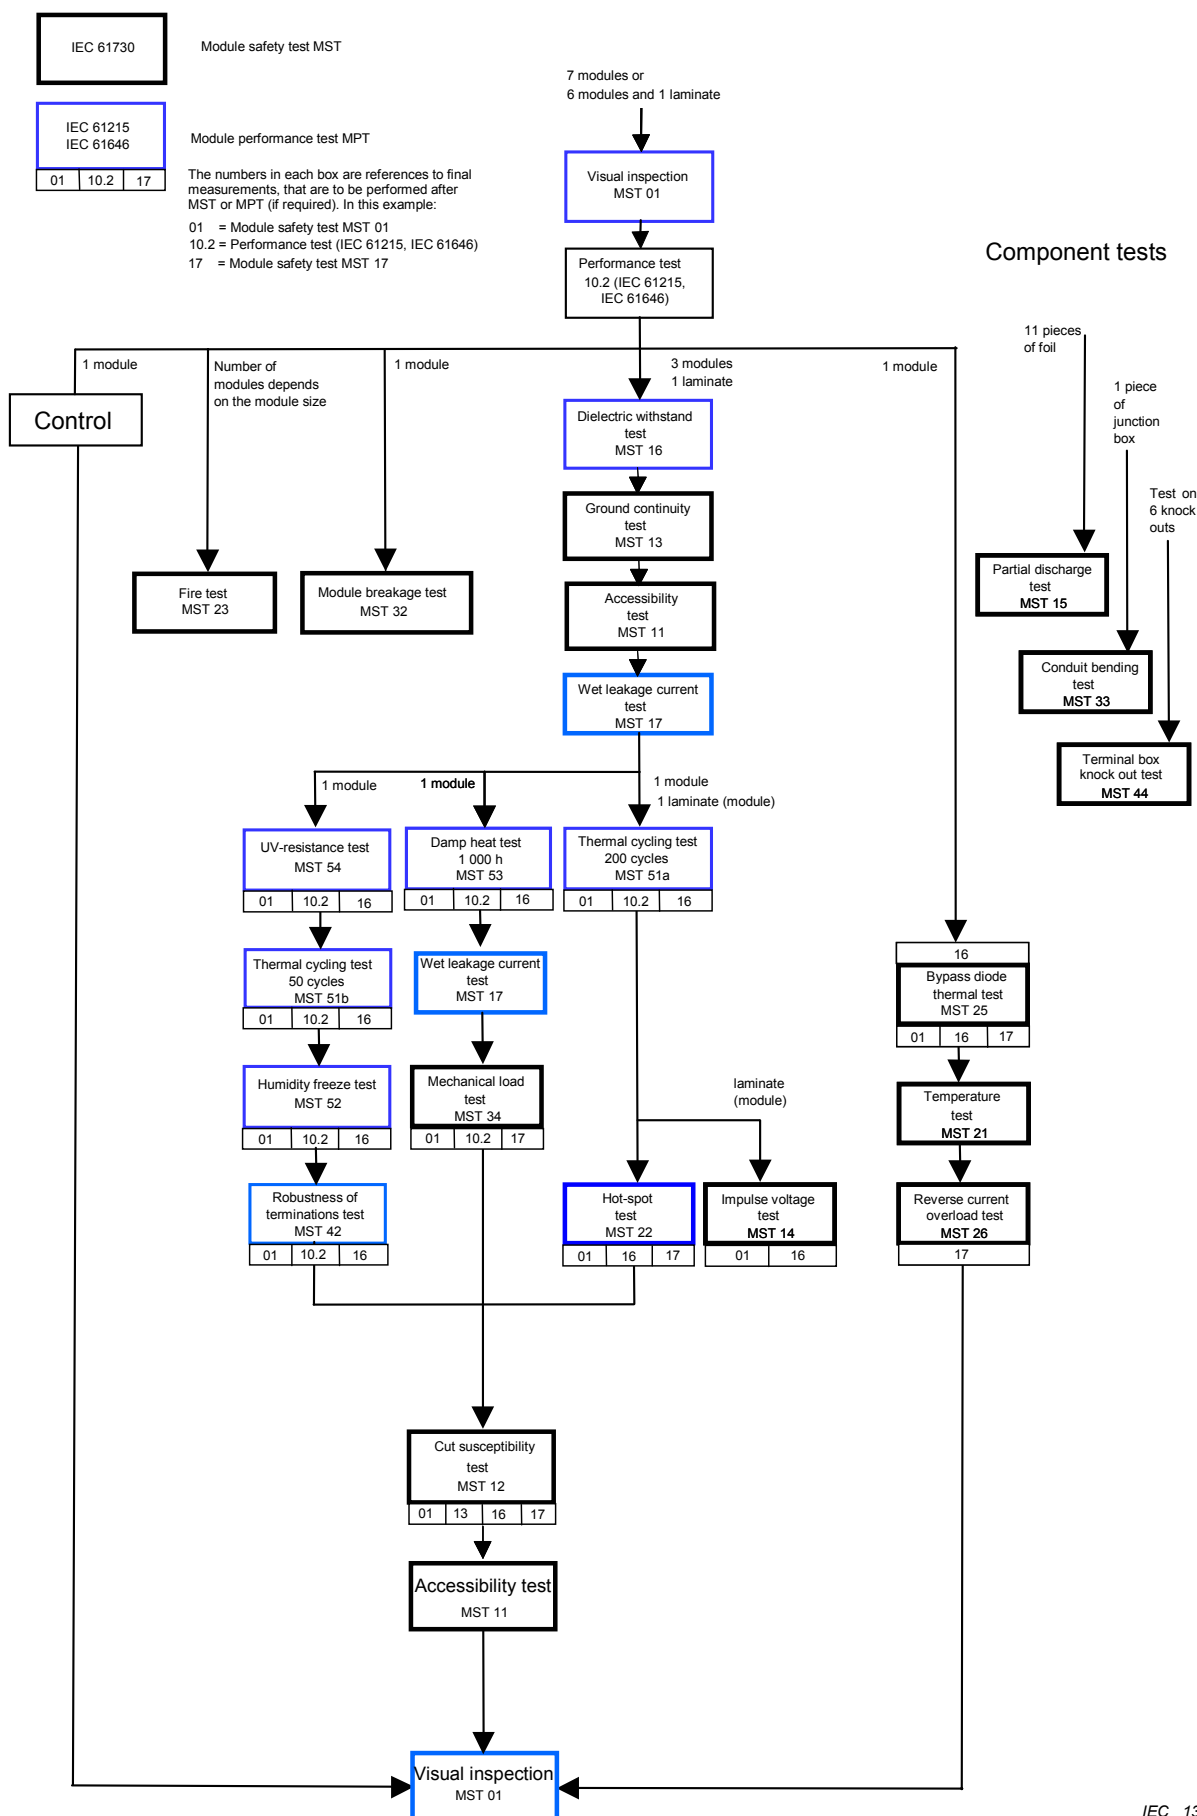 IEC 61730
Module safety test MST
IEC 61215
IEC 61646
01 10.2 17
Module performance test MPT
The numbers in each box are references to final
measurements, that are to be performed after
MST or MPT (if required). In this example:
01 = Module safety test MST 01
10.2 = Performance test (IEC 61215, IEC 61646)
17 = Module safety test MST 17
7 modules or
6 modules and 1 laminate
Visual inspection
MST 01
Performance test
10.2 (IEC 61215,
IEC 61646)
Component tests
1 module
Control
Number of
modules depends
on the module size
1 module
3 modules
1 laminate
1 module
11 pieces
of foil
1 piece
of
junction
box
Test on
6 knock
outs
Dielectric withstand
test
MST 16
Ground continuity
test
MST 13
Accessibility
test
MST 11
Wet leakage current
test
MST 17
Fire test
MST 23
Module breakage test
MST 32
Partial discharge
test
MST 15
Conduit bending
test
MST 33
Terminal box
knock out test
MST 44
1 module
1 module
1 module
1 laminate (module)
UV-resistance test
MST 54
01 10.2 16
Damp heat test
1 000 h
MST 53
01 10.2 16
Thermal cycling test
200 cycles
MST 51a
01 10.2 16
Thermal cycling test
50 cycles
MST 51b
01 10.2 16
Wet leakage current
test
MST 17
16
Bypass diode
thermal test
MST 25
01 16 17
Humidity freeze test
MST 52
01 10.2 16
Mechanical load
test
MST 34
01 10.2 17
laminate
(module)
Temperature
test
MST 21
Robustness of
terminations test
MST 42
01 10.2 16
Hot-spot
test
MST 22
01 16 17
Impulse voltage
test
MST 14
01 16
Reverse current
overload test
MST 26
17
Cut susceptibility
test
MST 12
01 13 16 17
Accessibility test
MST 11
Visual inspection
MST 01
IEC 13